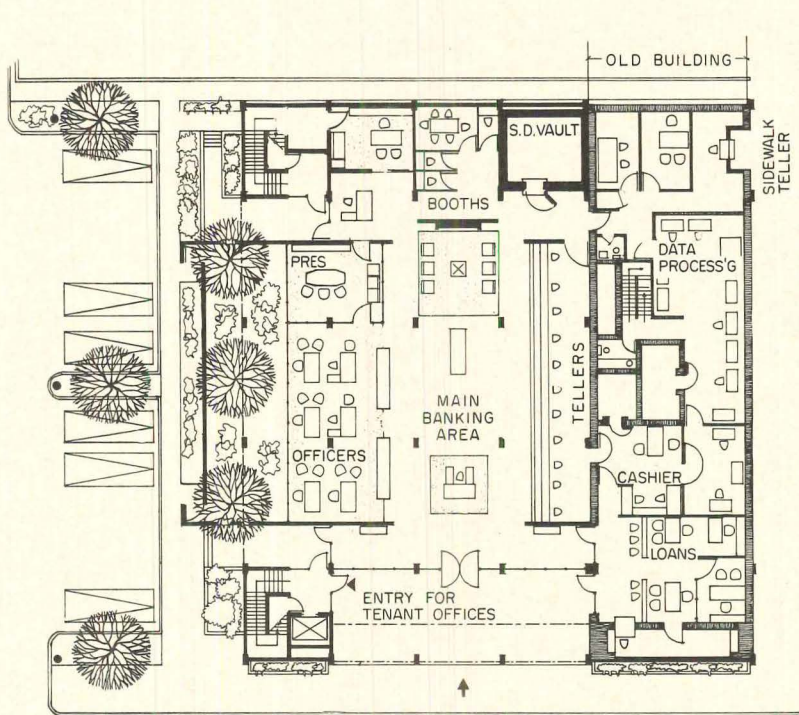 OLD BUILDING
S.D. VAULT
SIDEWALK
TELLER
BOOTHS
PRES
DATA
PROCESS'G
TELLERS
MAIN
BANKING
AREA
OFFICERS
CASHIER
LOANS
ENTRY FOR
TENANT OFFICES